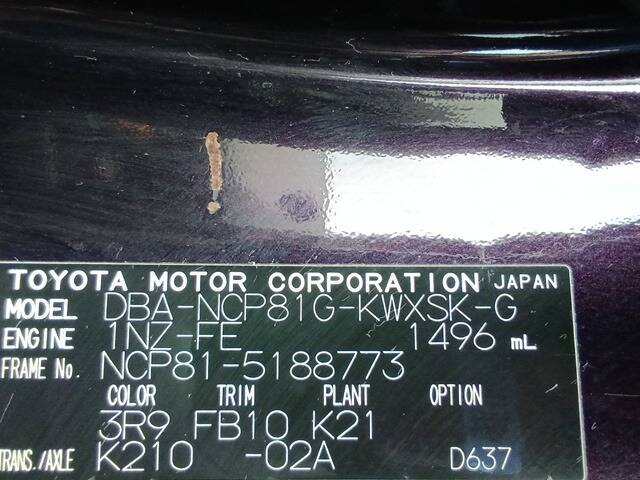 TOYOTA MOTOR CORPORATION JAPAN
MODEL DBA-NCP81G-KWXSK-G
ENGINE 1NZ-FE 1496 mL
FRAME No. NCP81-5188773
COLOR TRIM PLANT OPTION
3R9 FB10 K21
TRANS./AXLE K210 -02A D637